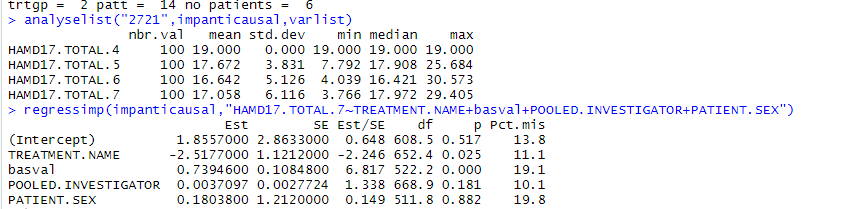 trtgp =  2 patt =  14 no patients =  6
> analyselist("2721",impanticausal,varlist)
              nbr.val   mean std.dev    min median    max
HAMD17.TOTAL.4     100 19.000   0.000 19.000 19.000 19.000
HAMD17.TOTAL.5     100 17.672   3.831  7.792 17.908 25.684
HAMD17.TOTAL.6     100 16.642   5.126  4.039 16.421 30.573
HAMD17.TOTAL.7     100 17.058   6.116  3.766 17.972 29.405
> regressimp(impanticausal,"HAMD17.TOTAL.7~TREATMENT.NAME+basval+POOLED.INVESTIGATOR+PATIENT.SEX")
                          Est        SE Est/SE    df     p Pct.mis
(Intercept)         1.8557000 2.8633000  0.648 608.5 0.517    13.8
TREATMENT.NAME     -2.5177000 1.1212000 -2.246 652.4 0.025    11.1
basval              0.7394600 0.1084800  6.817 522.2 0.000    19.1
POOLED.INVESTIGATOR 0.0037097 0.0027724  1.338 668.9 0.181    10.1
PATIENT.SEX         0.1803800 1.2120000  0.149 511.8 0.882    19.8